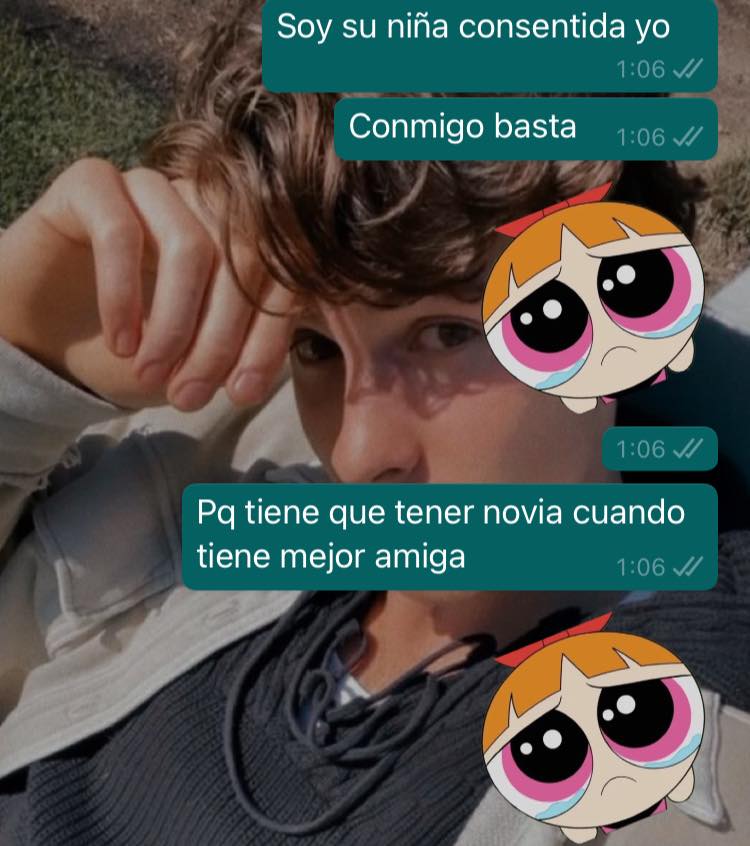 Soy su niña consentida yo
1:06
Conmigo basta
1:06
1:06
Pq tiene que tener novia cuando
tiene mejor amiga
1:06